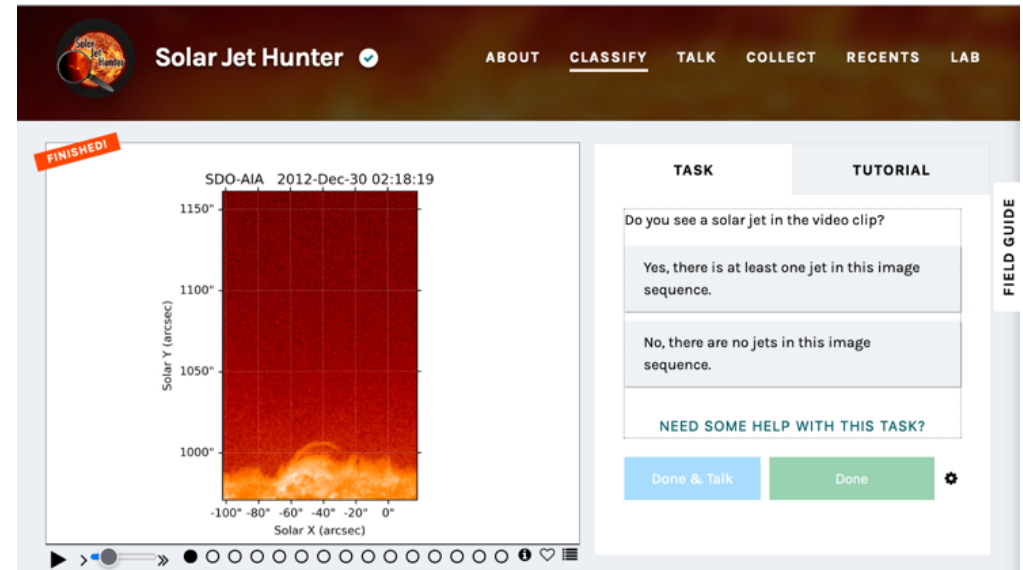 Solar
Jet
Hunter
Solar Jet Hunter
ABOUT CLASSIFY TALK COLLECT RECENTS LAB
FINISHED!
SDO-AIA 2012-Dec-30 02:18:19
1150"
1100"
1050"
1000"
Solar Y (arcsec)
-100" -80" -60" -40" -20" 0"
Solar X (arcsec)
TASK TUTORIAL
Do you see a solar jet in the video clip?
Yes, there is at least one jet in this image
sequence.
No, there are no jets in this image
sequence.
NEED SOME HELP WITH THIS TASK?
Done & Talk Done
FIELD GUIDE